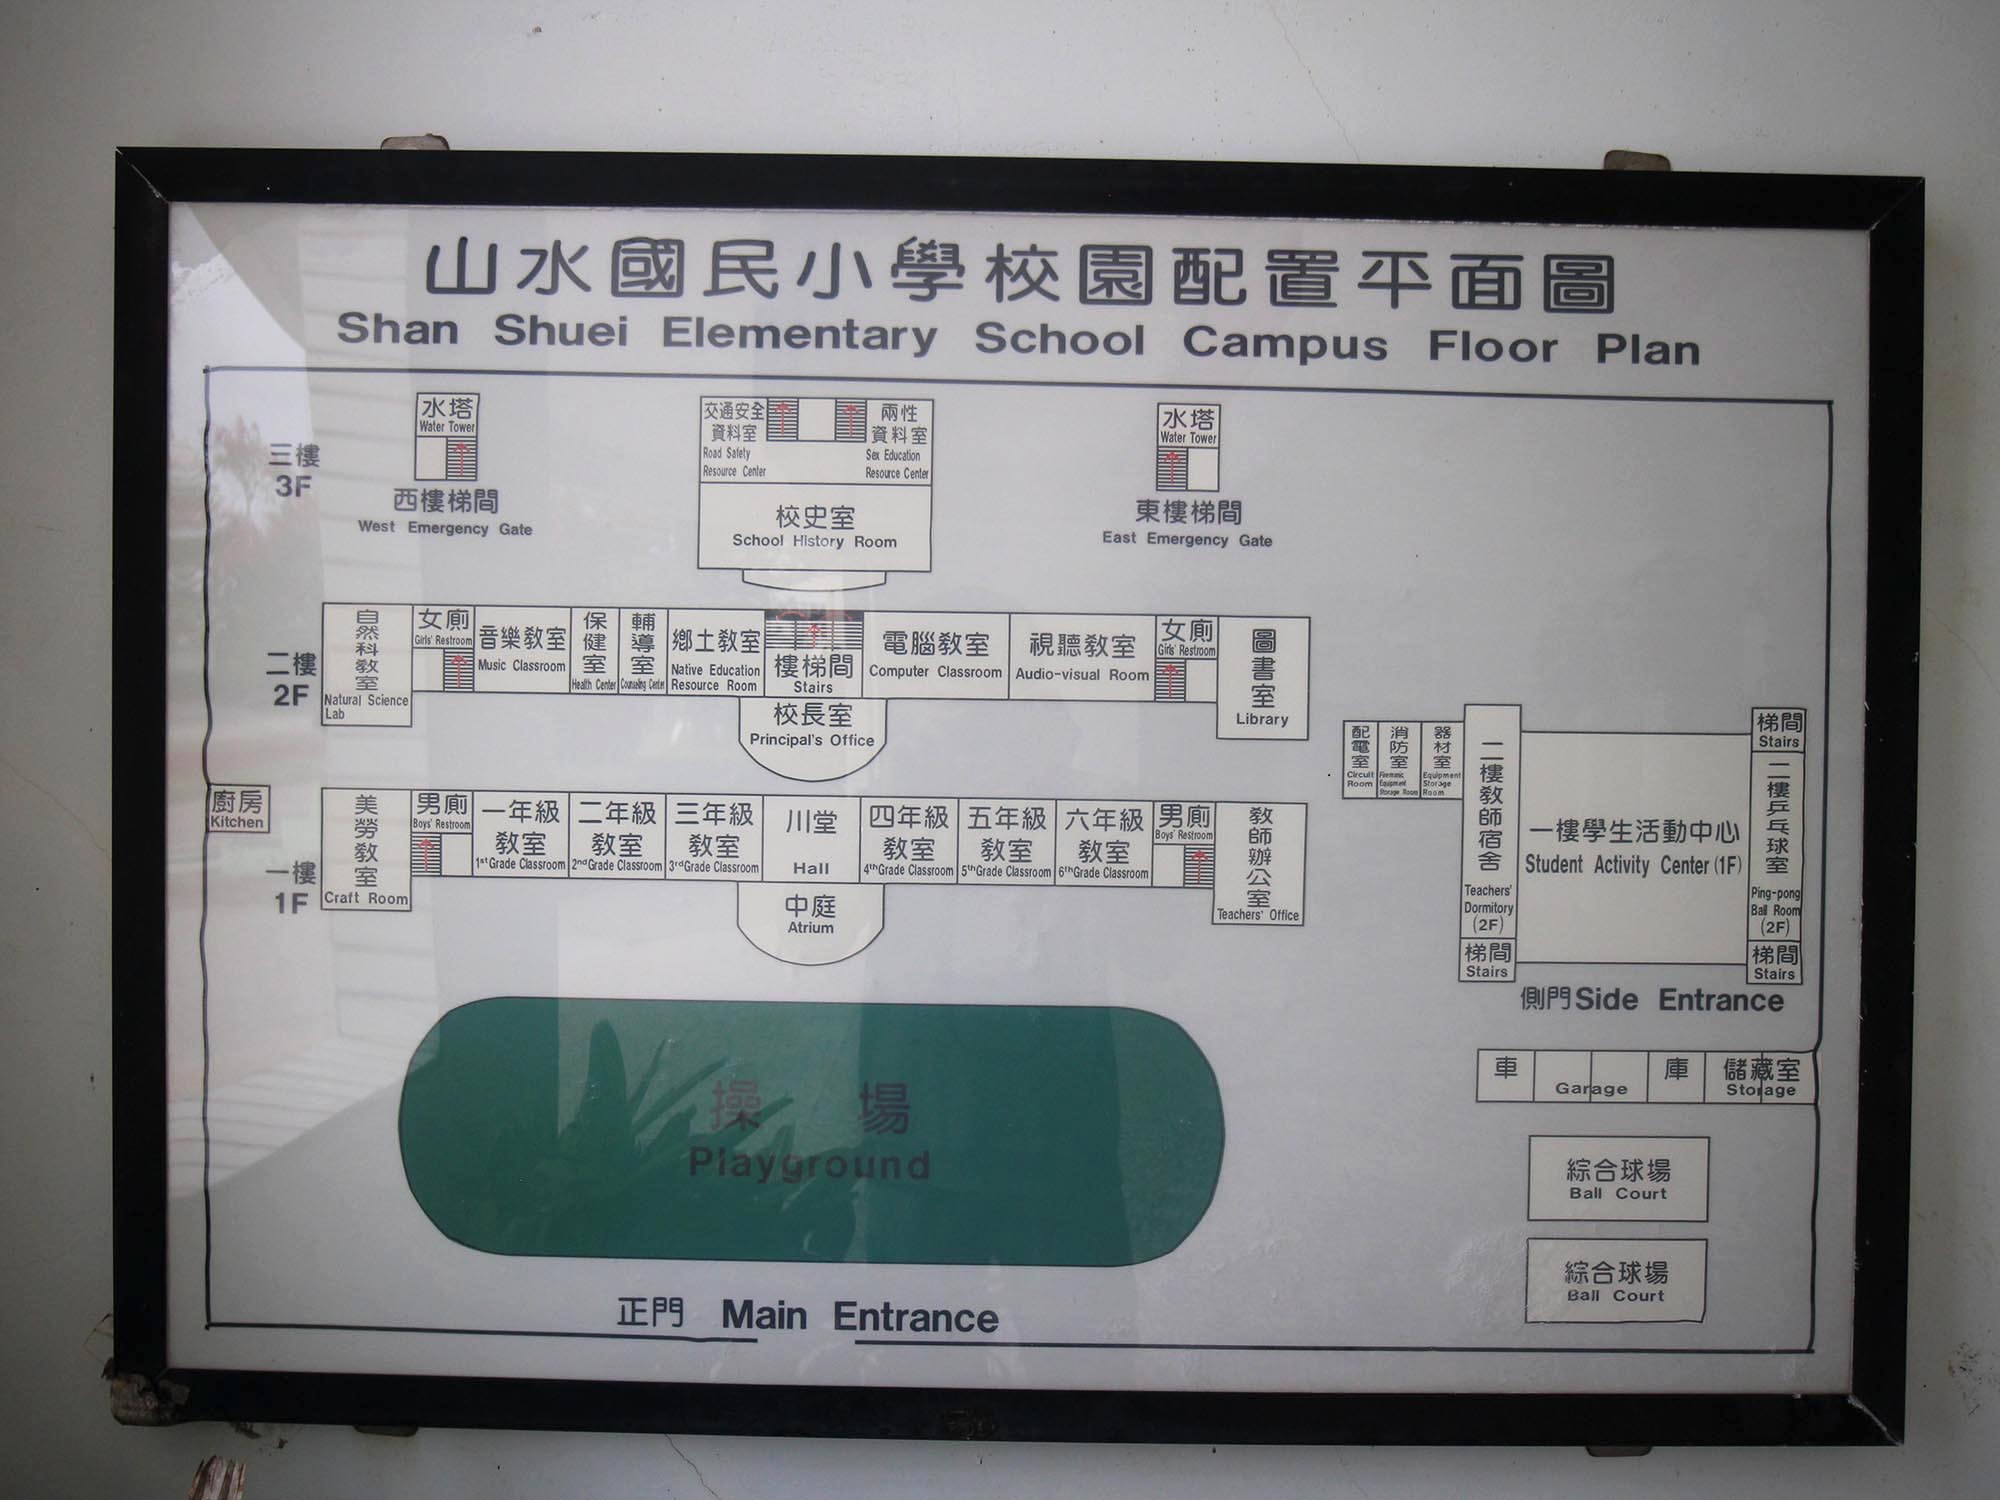 山水國民小學校園配置平面圖
Shan Shuei Elementary School Campus Floor Plan
三樓
3F
水塔
Water Tower
西樓梯間
West Emergency Gate
交通安全
資料室
Road Safety
Resource Center
兩性
資料室
Sex Education
Resource Center
校史室
School History Room
水塔
Water Tower
東樓梯間
East Emergency Gate
二樓
2F
自然科教室
Natural Science
Lab
女廁
Girls' Restroom
音樂教室
Music Classroom
保健室
Health Center
輔導室
Counseling Center
鄉土教室
Native Education
Resource Room
樓梯間
Stairs
校長室
Principal's Office
電腦教室
Computer Classroom
視聽教室
Audio-visual Room
女廁
Girls' Restroom
圖書室
Library
廚房
Kitchen
一樓
1F
美勞教室
Craft Room
男廁
Boys' Restroom
一年級
教室
1st Grade Classroom
二年級
教室
2nd Grade Classroom
三年級
教室
3rd Grade Classroom
川堂
Hall
中庭
Atrium
四年級
教室
4th Grade Classroom
五年級
教室
5th Grade Classroom
六年級
教室
6th Grade Classroom
男廁
Boys' Restroom
教師辦公室
Teachers' Office
配電室
Circuit
Room
消防室
Equipment
Storage Room
器材室
Equipment
Storage
Room
二樓教師宿舍
Teachers'
Dormitory
(2F)
梯間
Stairs
一樓學生活動中心
Student Activity Center (1F)
梯間
Stairs
二樓乒乓球室
Ping-pong
Ball Room
(2F)
梯間
Stairs
側門 Side Entrance
車庫
Garage
儲藏室
Storage
綜合球場
Ball Court
綜合球場
Ball Court
操場
Playground
正門 Main Entrance